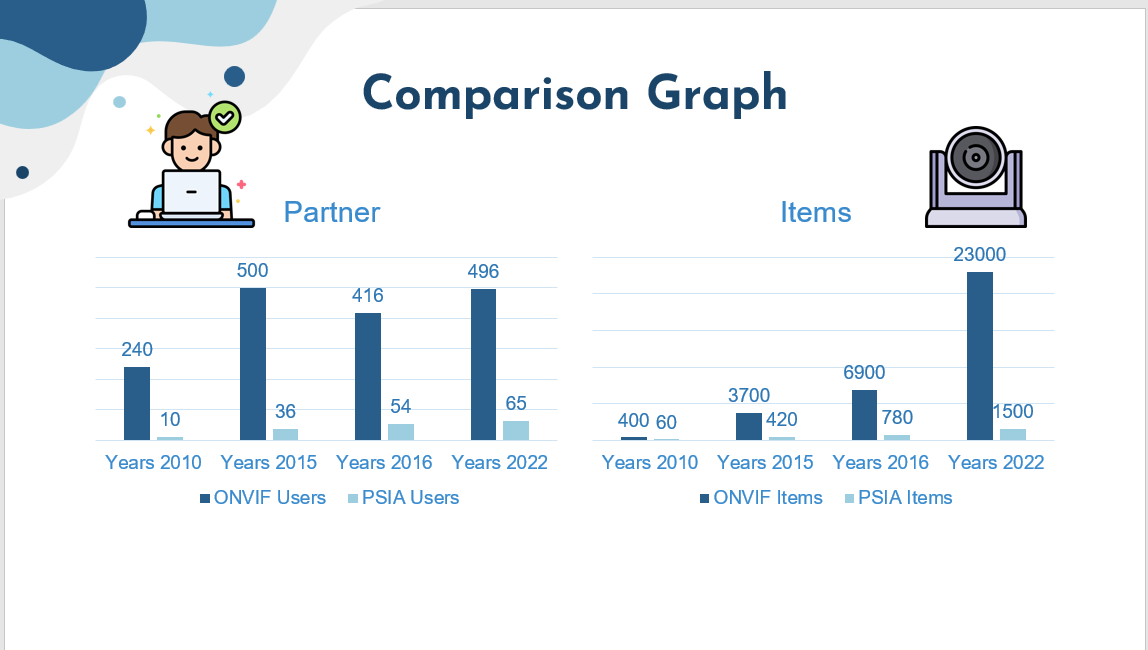 Comparison Graph
Partner
500
496
416
240
10
36
54
65
Years 2010 Years 2015 Years 2016 Years 2022
ONVIF Users PSIA Users
Items
23000
6900
3700
400 60
420
780
1500
Years 2010 Years 2015 Years 2016 Years 2022
ONVIF Items PSIA Items